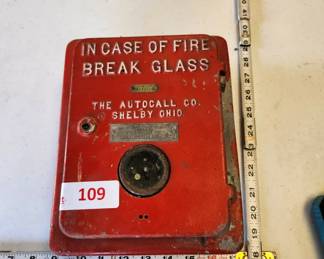 IN CASE OF FIRE
BREAK GLASS
THE AUTOCALL CO.
SHELBY OHIO.
109